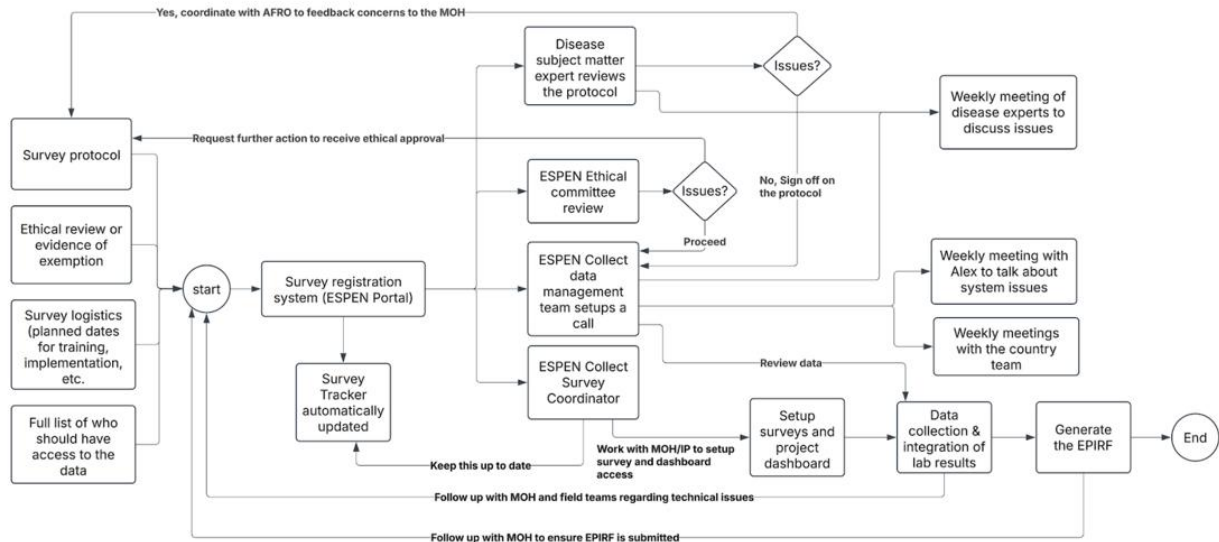 Yes, coordinate with AFRO to feedback concerns to the MOH
Disease
subject matter
expert reviews
the protocol
Issues?
Weekly meeting of
disease experts to
discuss issues
Survey protocol
Request further action to receive ethical approval
ESPEN Ethical
committee
review
Issues?
No, Sign off on
the protocol
Proceed
Ethical review or
evidence of
exemption
start
Survey registration
system (ESPEN Portal)
ESPEN Collect
data
management
team setups a
call
Weekly meeting with
Alex to talk about
system issues
Survey logistics
(planned dates
for training,
implementation,
etc.
Weekly meetings
with the country
team
Review data
Survey
Tracker
automatically
updated
ESPEN Collect
Survey
Coordinator
Full list of who
should have
access to the
data
Setup
surveys and
project
dashboard
Data
collection &
integration of
lab results
Generate
the EPIRF
End
Work with MOH/IP to setup
survey and dashboard
access
Keep this up to date
Follow up with MOH and field teams regarding technical issues
Follow up with MOH to ensure EPIRF is submitted